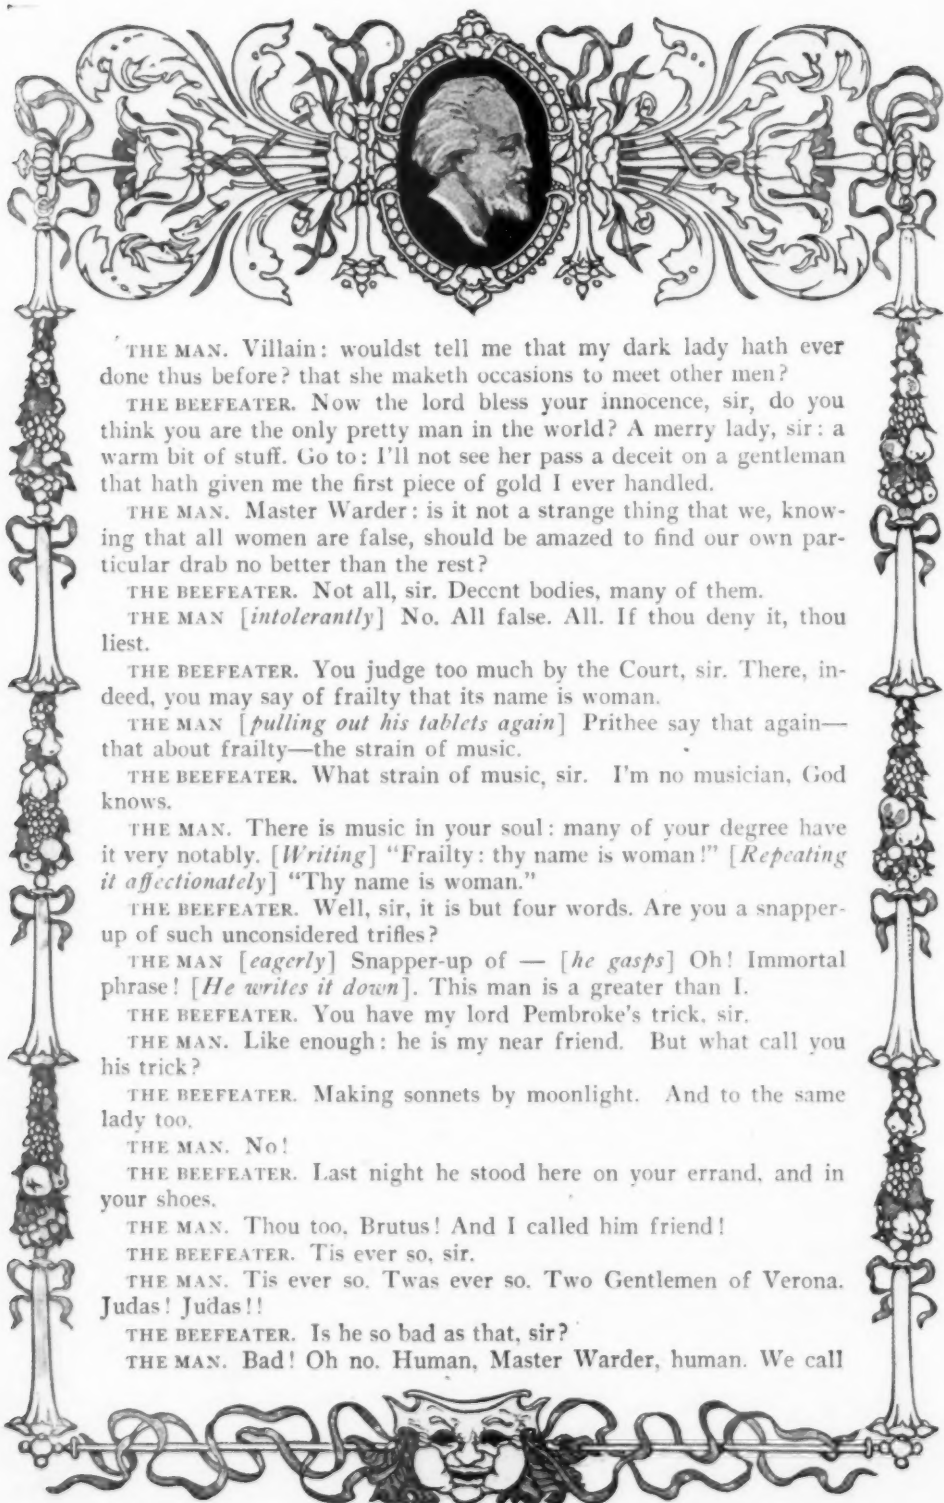 THE MAN. Villain: wouldst tell me that my dark lady hath ever
done thus before? that she maketh occasions to meet other men?
THE BEEFEATER. Now the lord bless your innocence, sir, do you
think you are the only pretty man in the world? A merry lady, sir: a
warm bit of stuff. Go to: I'll not see her pass a deceit on a gentleman
that hath given me the first piece of gold I ever handled.
THE MAN. Master Warder: is it not a strange thing that we, know-
ing that all women are false, should be amazed to find our own par-
ticular drab no better than the rest?
THE BEEFEATER. Not all, sir. Decent bodies, many of them.
THE MAN [intolerantly] No. All false. All. If thou deny it, thou
liest.
THE BEEFEATER. You judge too much by the Court, sir. There, in-
deed, you may say of frailty that its name is woman.
THE MAN [pulling out his tablets again] Prithee say that again—
that about frailty—the strain of music.
THE BEEFEATER. What strain of music, sir. I'm no musician, God
knows.
THE MAN. There is music in your soul: many of your degree have
it very notably. [Writing] "Frailty: thy name is woman!" [Repeating
it affectionately] "Thy name is woman."
THE BEEFEATER. Well, sir, it is but four words. Are you a snapper-
up of such unconsidered trifles?
THE MAN [eagerly] Snapper-up of — [he gasps] Oh! Immortal
phrase! [He writes it down]. This man is a greater than I.
THE BEEFEATER. You have my lord Pembroke's trick, sir.
THE MAN. Like enough: he is my near friend. But what call you
his trick?
THE BEEFEATER. Making sonnets by moonlight. And to the same
lady too.
THE MAN. No!
THE BEEFEATER. Last night he stood here on your errand, and in
your shoes.
THE MAN. Thou too, Brutus! And I called him friend!
THE BEEFEATER. Tis ever so, sir.
THE MAN. Tis ever so. Twas ever so. Two Gentlemen of Verona.
Judas! Judas!!
THE BEEFEATER. Is he so bad as that, sir?
THE MAN. Bad! Oh no. Human, Master Warder, human. We call